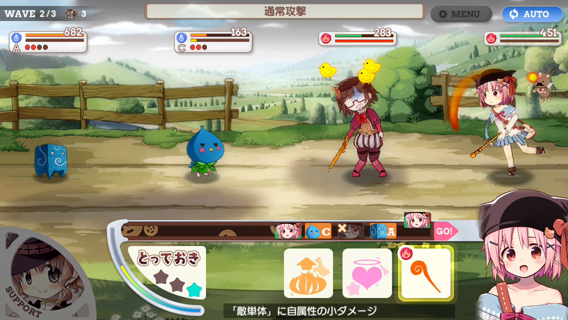 WAVE 2/3 3
通常攻撃
MENU
AUTO
682
A
163
C
283
451
C
A
GO!
とっておき
SUPPORT
「敵単体」に自属性の小ダメージ